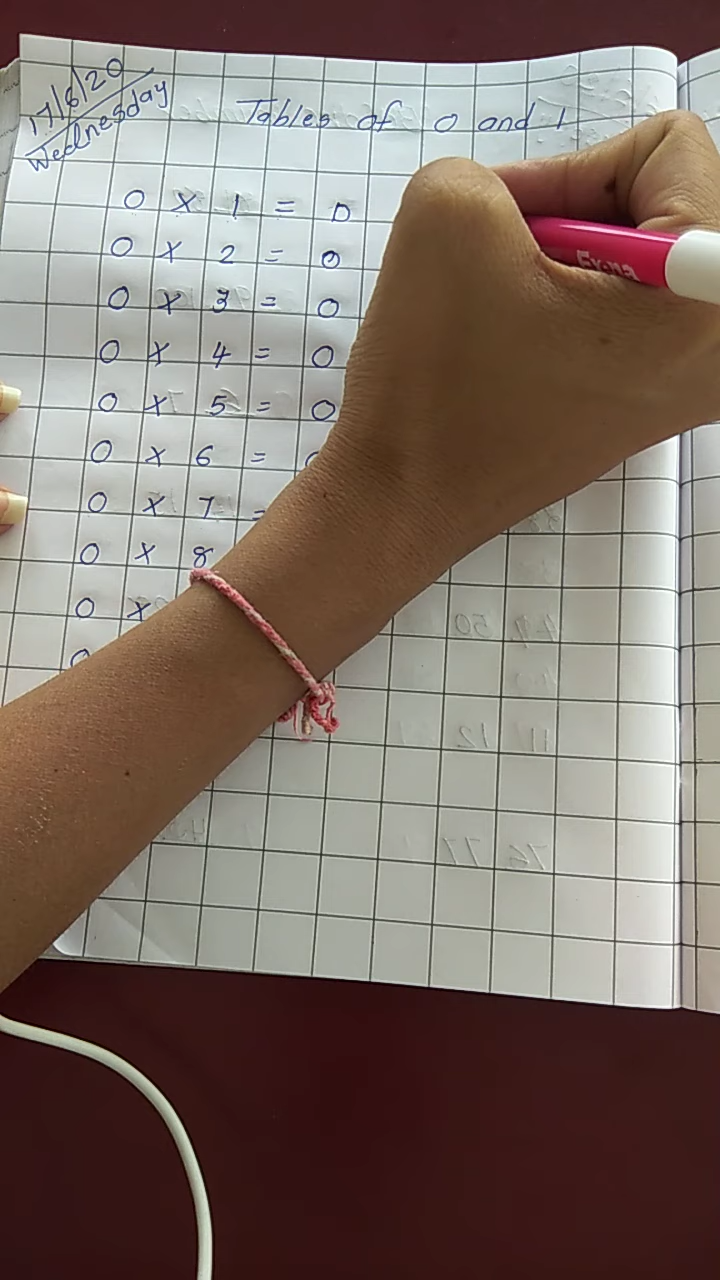 17/6/20
Wednesday
Tables of 0 and 1
0 x 1 = 0
0 x 2 = 0
0 x 3 = 0
0 x 4 = 0
0 x 5 = 0
0 x 6 =
0 x 7 =
0 x 8
0 x